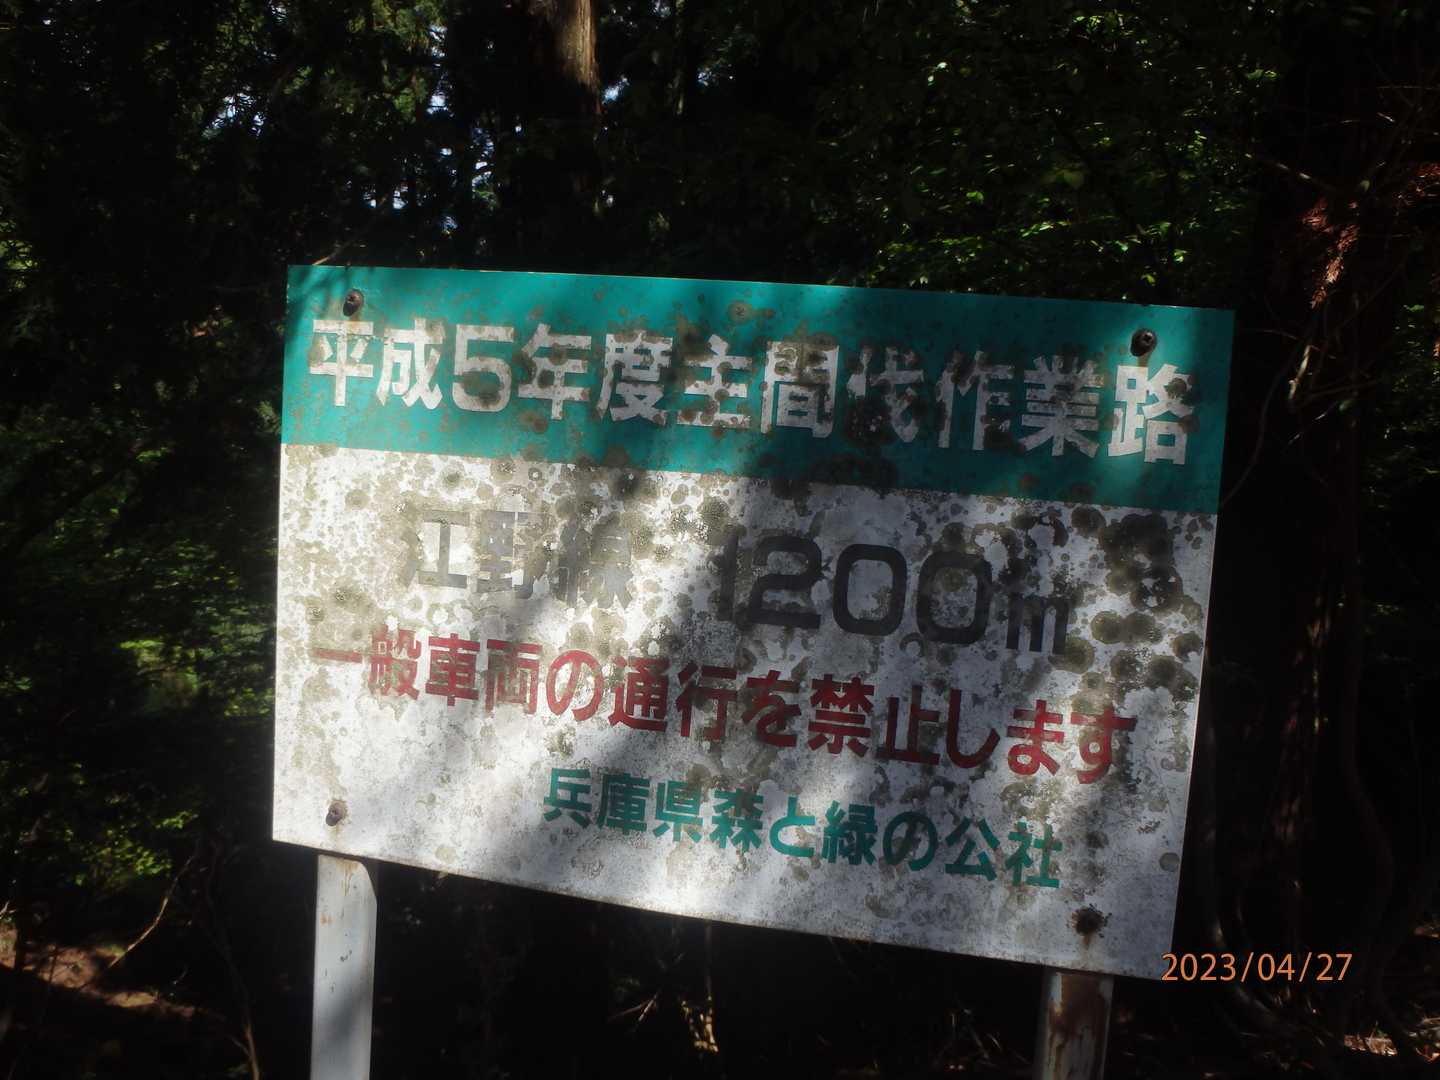 平成5年度主間伐作業路
江野線 1200m
一般車両の通行を禁止します
兵庫県森と緑の公社
2023/04/27